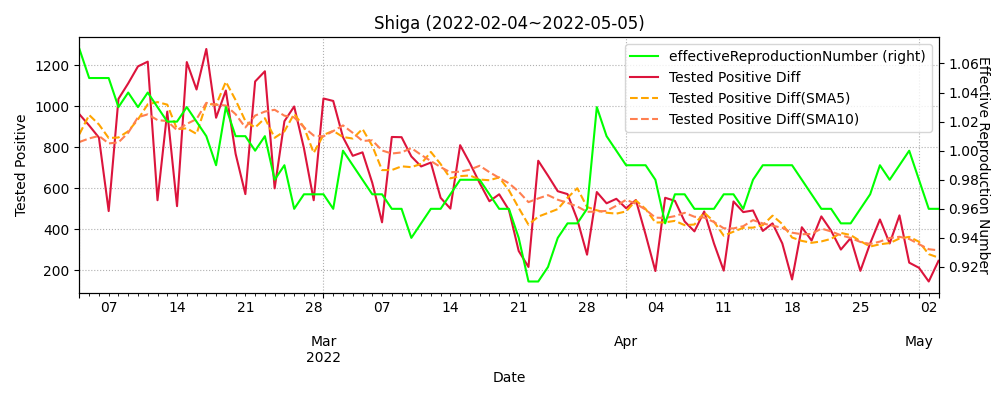 Shiga (2022-02-04~2022-05-05)
effectiveReproductionNumber (right)
Tested Positive Diff
Tested Positive Diff(SMA5)
Tested Positive Diff(SMA10)
Tested Positive
1200
1000
800
600
400
200
1.06
1.04
1.02
1.00
0.98
0.96
0.94
0.92
Effective Reproduction Number
07 14 21 28 07 14 21 28 04 11 18 25 02
Mar Apr May
2022
Date